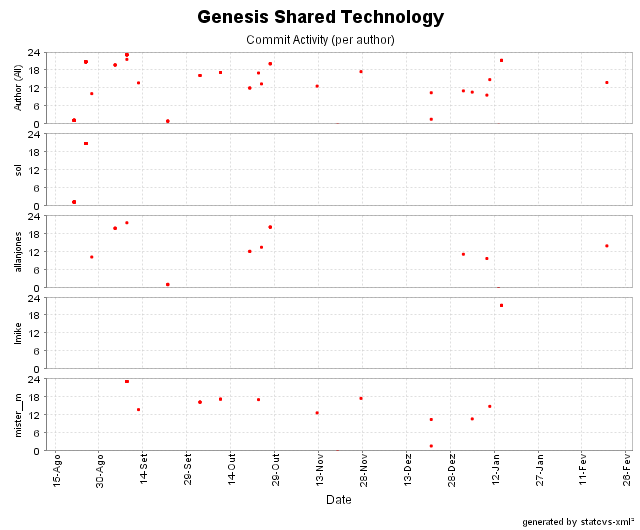 Genesis Shared Technology
Commit Activity (per author)
Author (All)
24
18
12
6
0
sol
24
18
12
6
0
allanjones
24
18
12
6
0
lmike
24
18
12
6
0
mister__m
24
18
12
6
0
15-Ago 30-Ago 14-Set 29-Set 14-Out 29-Out 13-Nov 28-Nov 13-Dez 28-Dez 12-Jan 27-Jan 11-Fev 26-Fev
Date
generated by statcvs-xml²